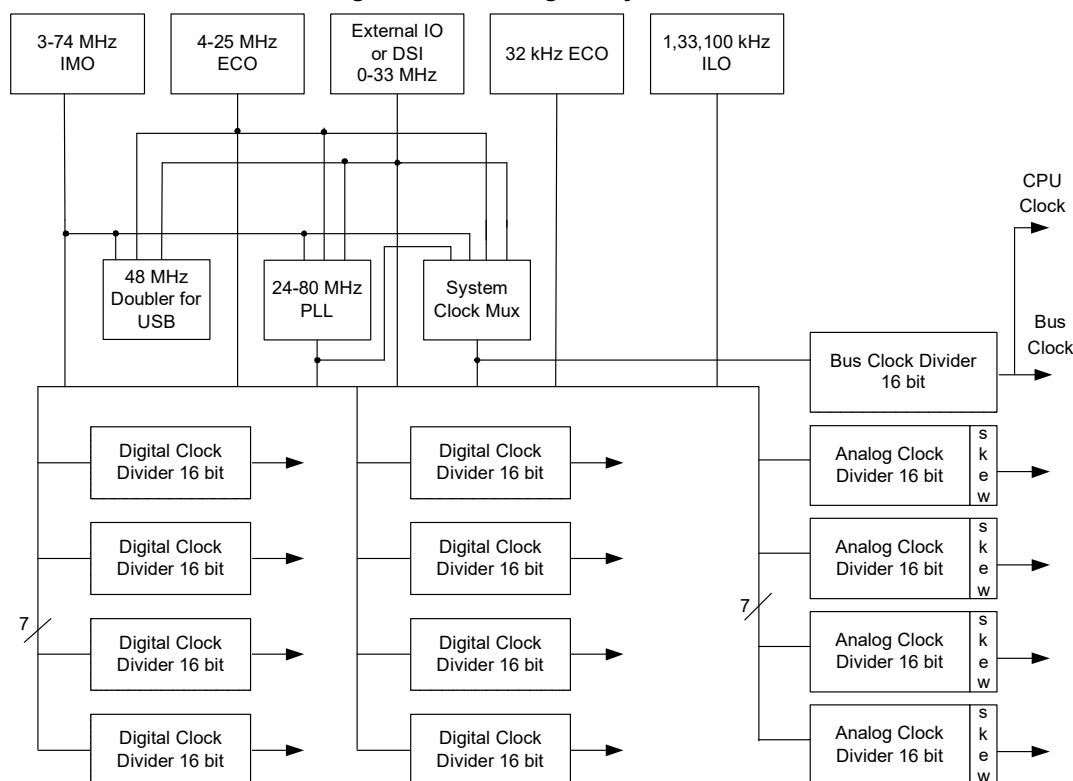 3-74 MHz
IMO
4-25 MHz
ECO
External IO
or DSI
0-33 MHz
32 kHz ECO
1,33,100 kHz
ILO
CPU
Clock
48 MHz
Doubler for
USB
24-80 MHz
PLL
System
Clock Mux
Bus
Clock
Bus Clock Divider
16 bit
Digital Clock
Divider 16 bit
Digital Clock
Divider 16 bit
Analog Clock
Divider 16 bit
s
k
e
w
Digital Clock
Divider 16 bit
Digital Clock
Divider 16 bit
Analog Clock
Divider 16 bit
s
k
e
w
7
7
Digital Clock
Divider 16 bit
Digital Clock
Divider 16 bit
Analog Clock
Divider 16 bit
s
k
e
w
Digital Clock
Divider 16 bit
Digital Clock
Divider 16 bit
Analog Clock
Divider 16 bit
s
k
e
w